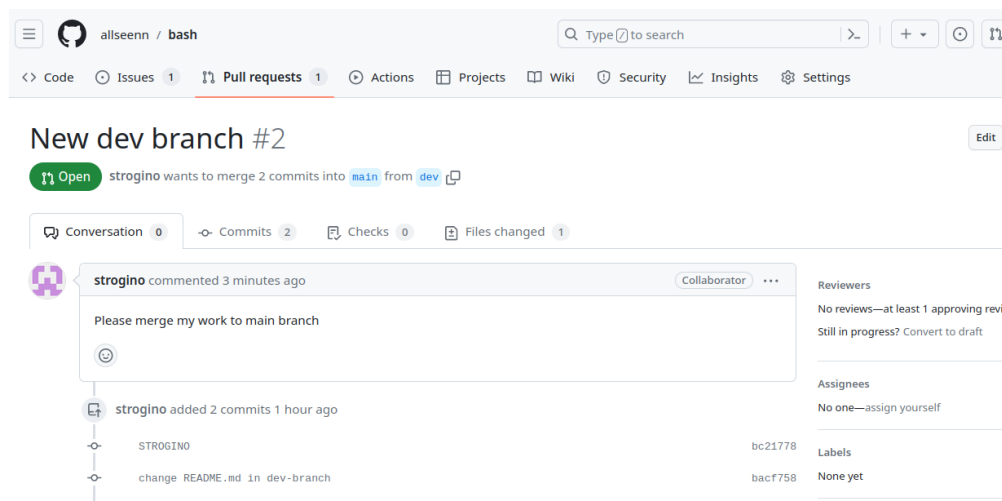 allseenn / bash
Type / to search
Code Issues 1 Pull requests 1 Actions Projects Wiki Security Insights Settings
New dev branch #2
Edit
Open strogino wants to merge 2 commits into main from dev
Conversation 0 Commits 2 Checks 0 Files changed 1
strogino commented 3 minutes ago Collaborator
Please merge my work to main branch
strogino added 2 commits 1 hour ago
STROGINO bc21778
change README.md in dev-branch bacf758
Reviewers
No reviews—at least 1 approving
Still in progress? Convert to draft
Assignees
No one—assign yourself
Labels
None yet